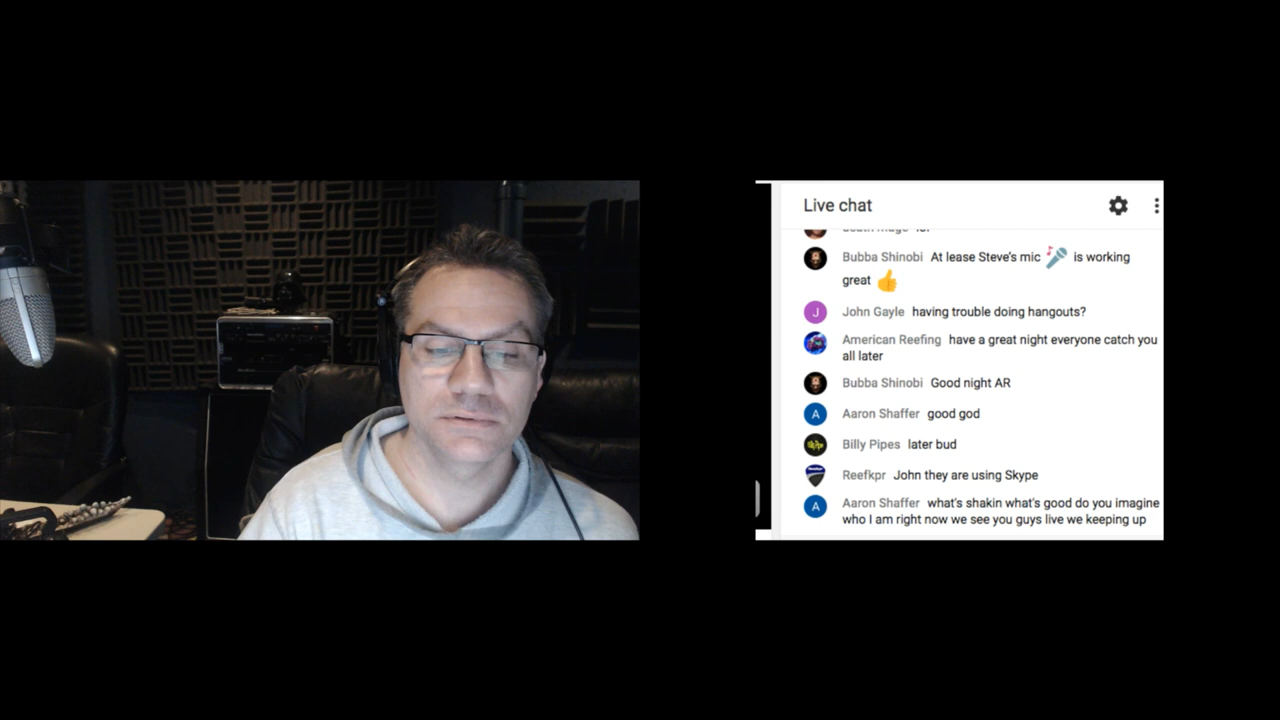 Live chat
Bubba Shinobi At lease Steve's mic 🎤 is working
great 👍
J John Gayle having trouble doing hangouts?
American Reefing have a great night everyone catch you
all later
Bubba Shinobi Good night AR
A Aaron Shaffer good god
Billy Pipes later bud
Reefkpr John they are using Skype
A Aaron Shaffer what's shakin what's good do you imagine
who I am right now we see you guys live we keeping up